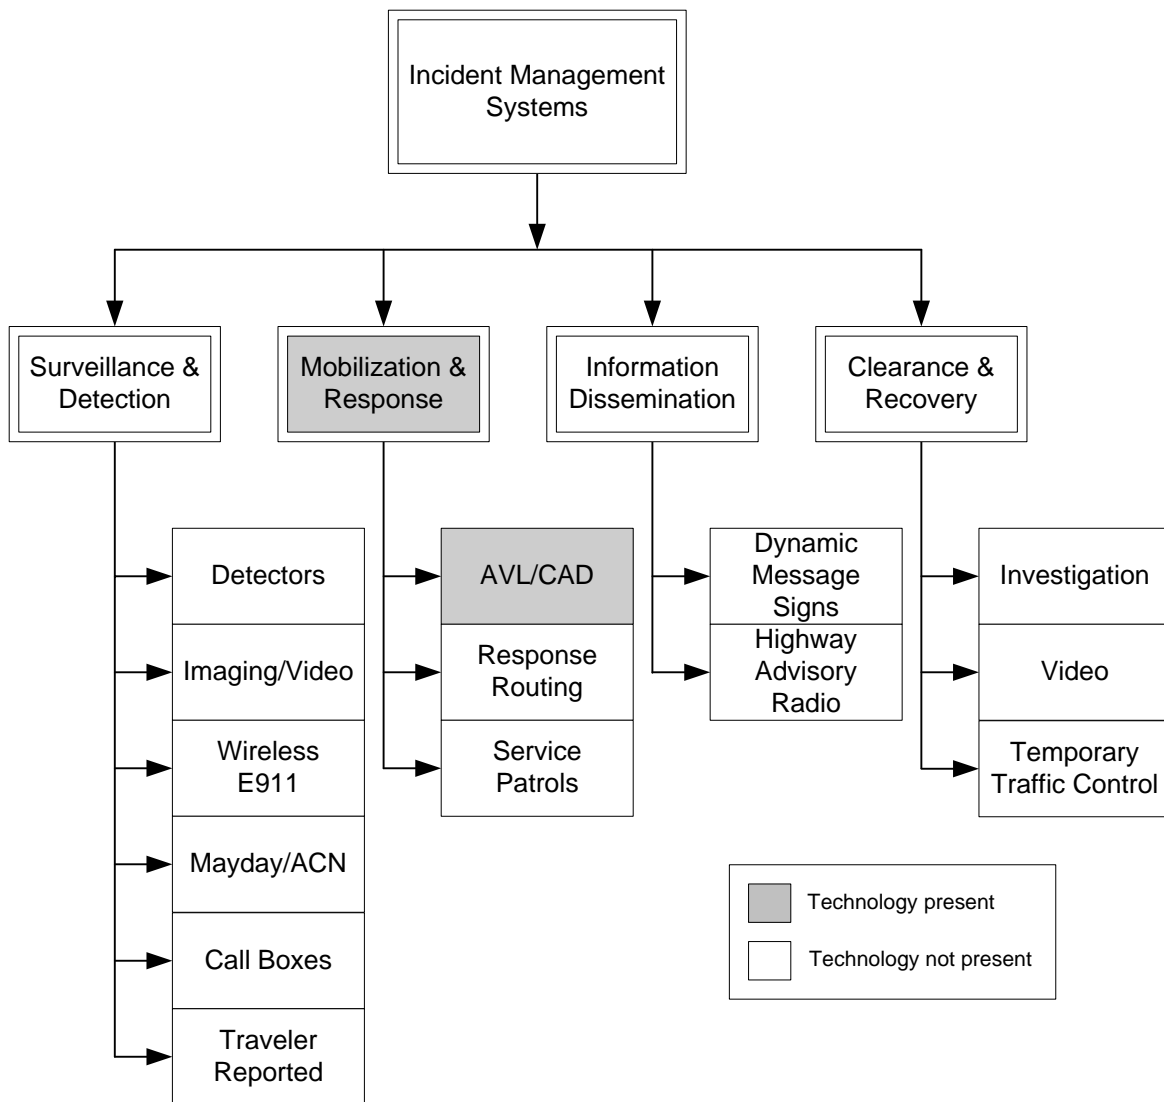 Incident Management
Systems
Surveillance &
Detection
Mobilization &
Response
Information
Dissemination
Clearance &
Recovery
Detectors
Imaging/Video
Wireless
E911
Mayday/ACN
Call Boxes
Traveler
Reported
AVL/CAD
Response
Routing
Service
Patrols
Dynamic
Message
Signs
Highway
Advisory
Radio
Investigation
Video
Temporary
Traffic Control
Technology present
Technology not present